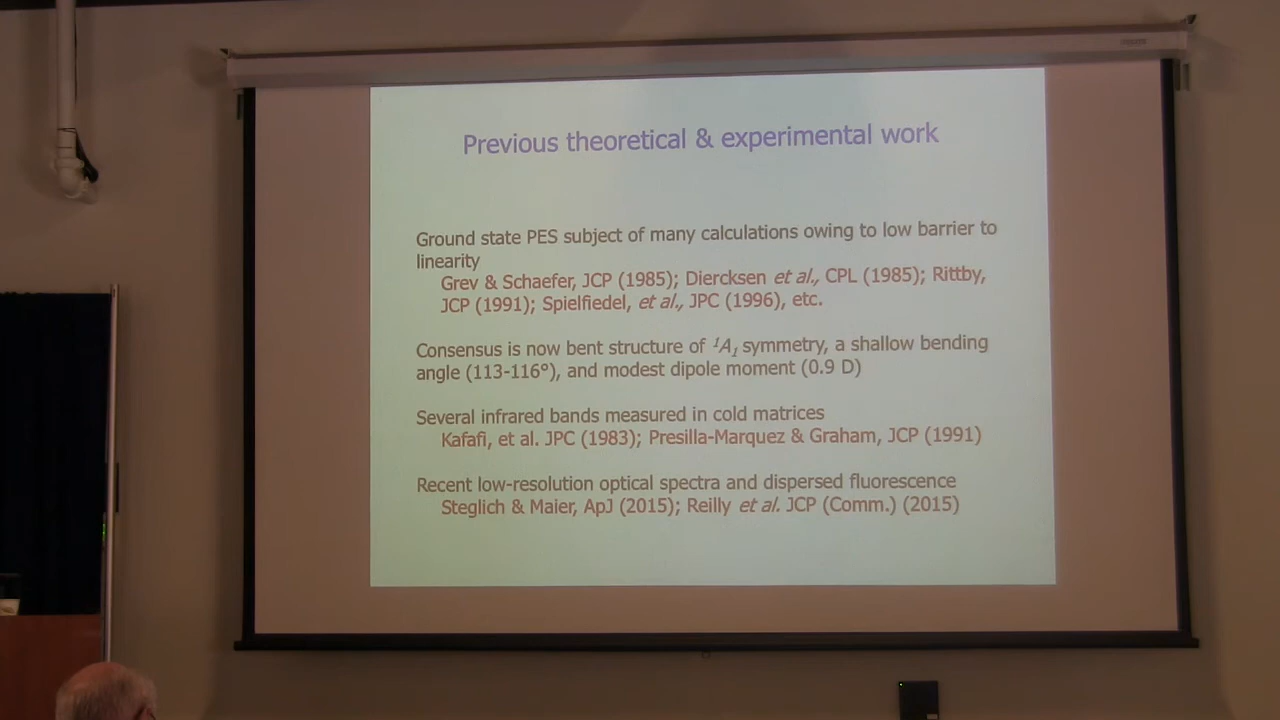 Previous theoretical & experimental work
Ground state PES subject of many calculations owing to low barrier to
linearity
Grev & Schaefer, JCP (1985); Diercksen et al., CPL (1985); Rittby,
JCP (1991); Spielfiedel, et al., JPC (1996), etc.
Consensus is now bent structure of ¹A₁ symmetry, a shallow bending
angle (113-116°), and modest dipole moment (0.9 D)
Several infrared bands measured in cold matrices
Kafafi, et al. JPC (1983); Presilla-Marquez & Graham, JCP (1991)
Recent low-resolution optical spectra and dispersed fluorescence
Steglich & Maier, ApJ (2015); Reilly et al. JCP (Comm.) (2015)